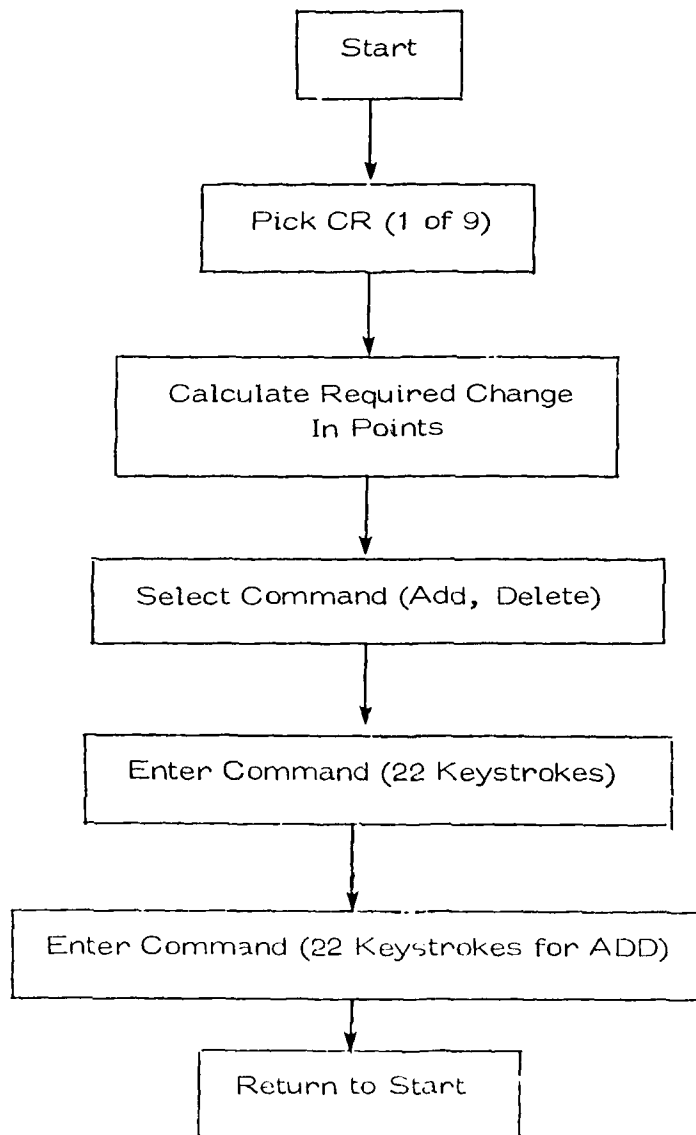 Start
Pick CR (1 of 9)
Calculate Required Change
In Points
Select Command (Add, Delete)
Enter Command (22 Keystrokes)
Enter Command (22 Keystrokes for ADD)
Return to Start